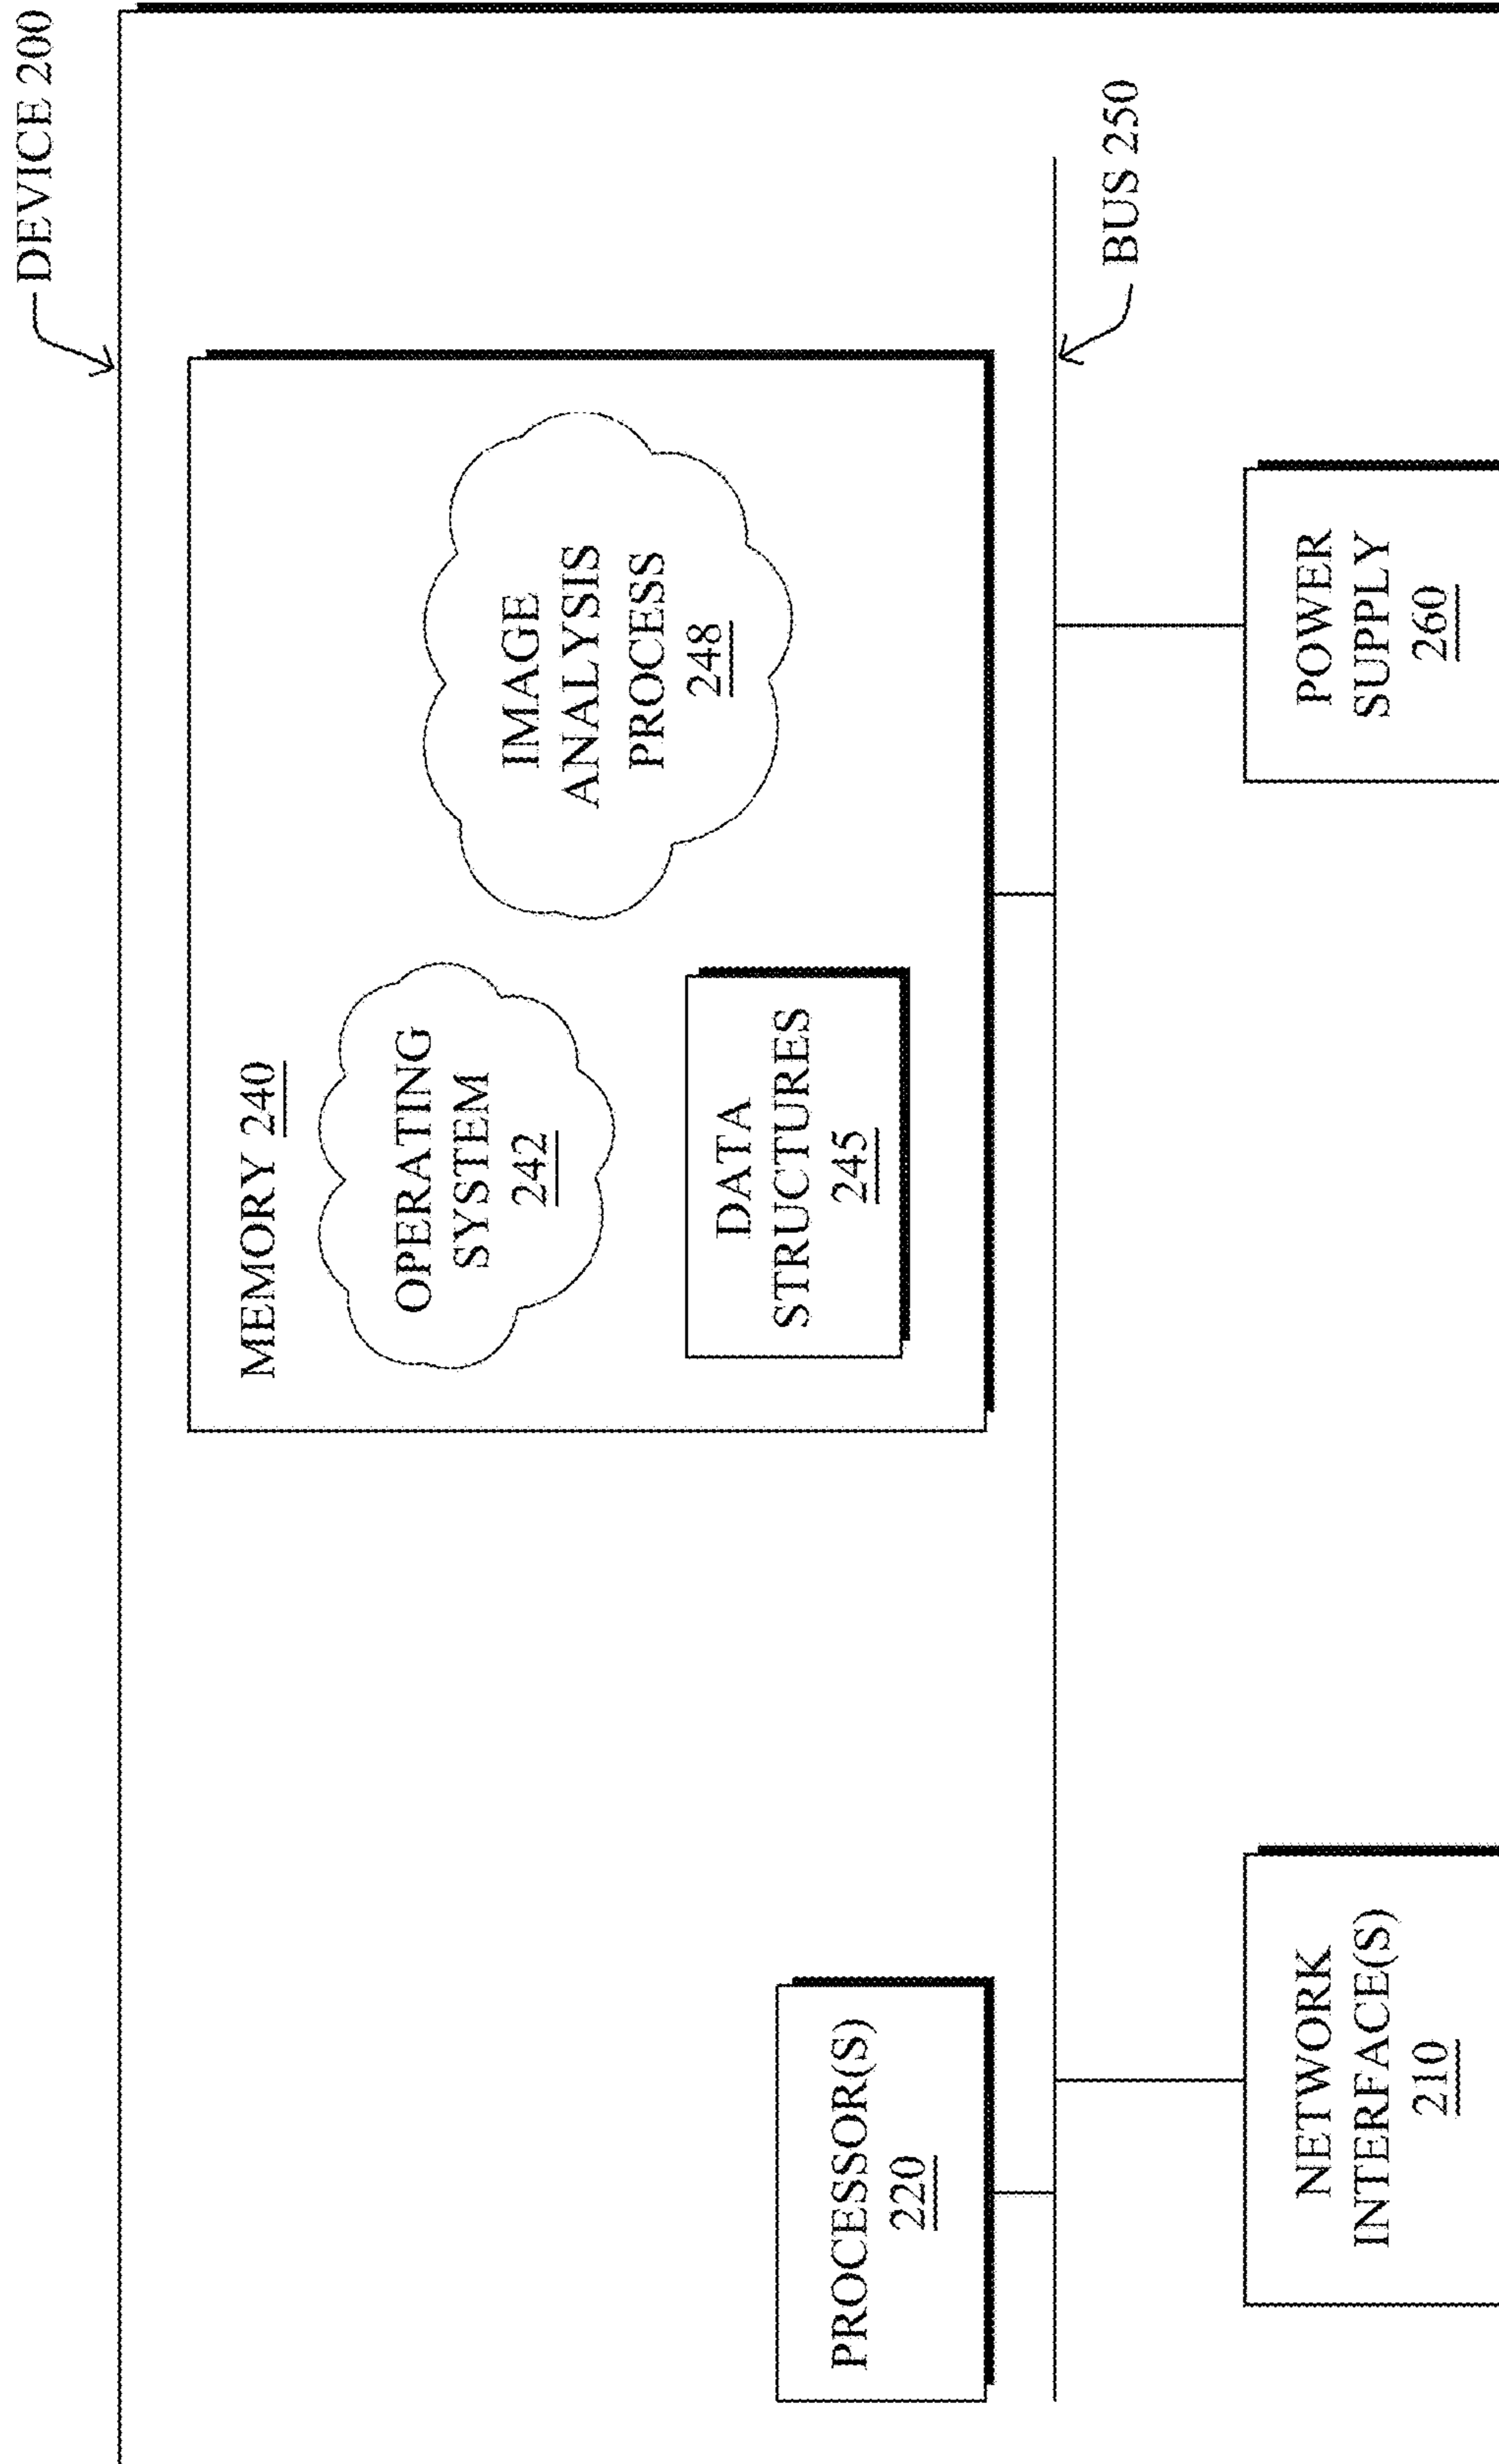 DEVICE 200
MEMORY 240
OPERATING
SYSTEM
242
DATA
STRUCTURES
245
IMAGE
ANALYSIS
PROCESS
248
PROCESSOR(S)
220
BUS 250
NETWORK
INTERFACE(S)
210
POWER
SUPPLY
260